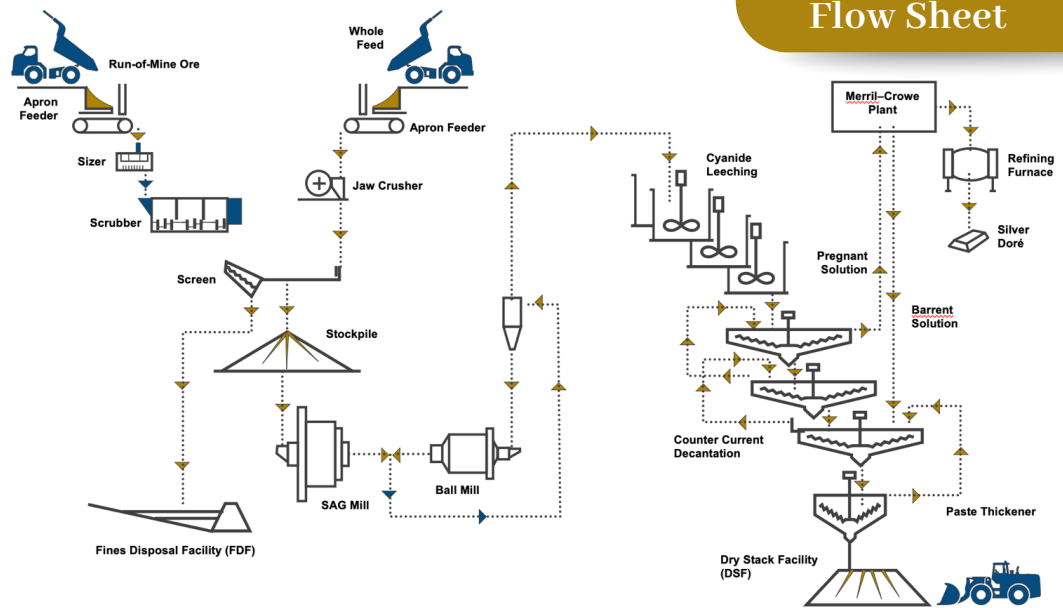 Flow Sheet
Whole
Feed
Run-of-Mine Ore
Apron
Feeder
Apron Feeder
Sizer
Jaw Crusher
Scrubber
Screen
Stockpile
SAG Mill
Ball Mill
Fines Disposal Facility (FDF)
Cyanide
Leeching
Merril–Crowe
Plant
Refining
Furnace
Silver
Doré
Pregnant
Solution
Barrent
Solution
Counter Current
Decantation
Paste Thickener
Dry Stack Facility
(DSF)